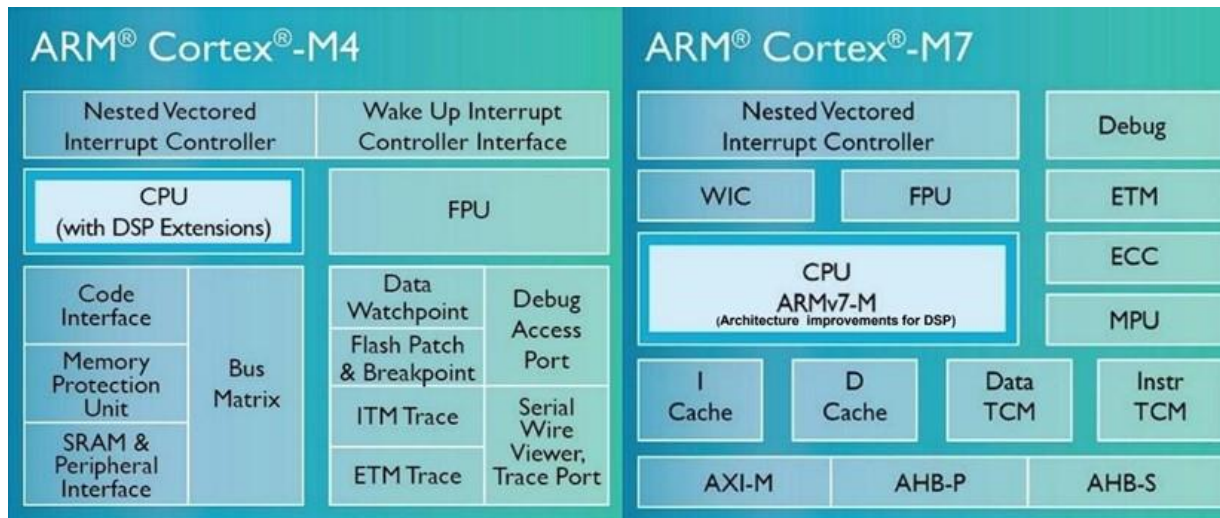 ARM® Cortex®-M4
Nested Vectored
Interrupt Controller
Wake Up Interrupt
Controller Interface
CPU
(with DSP Extensions)
FPU
Code
Interface
Memory
Protection
Unit
SRAM &
Peripheral
Interface
Bus
Matrix
Data
Watchpoint
Flash Patch
& Breakpoint
ITM Trace
ETM Trace
Debug
Access
Port
Serial
Wire
Viewer,
Trace Port
ARM® Cortex®-M7
Nested Vectored
Interrupt Controller
Debug
WIC
FPU
ETM
CPU
ARMv7-M
(Architecture improvements for DSP)
ECC
MPU
I
Cache
D
Cache
Data
TCM
Instr
TCM
AXI-M
AHB-P
AHB-S